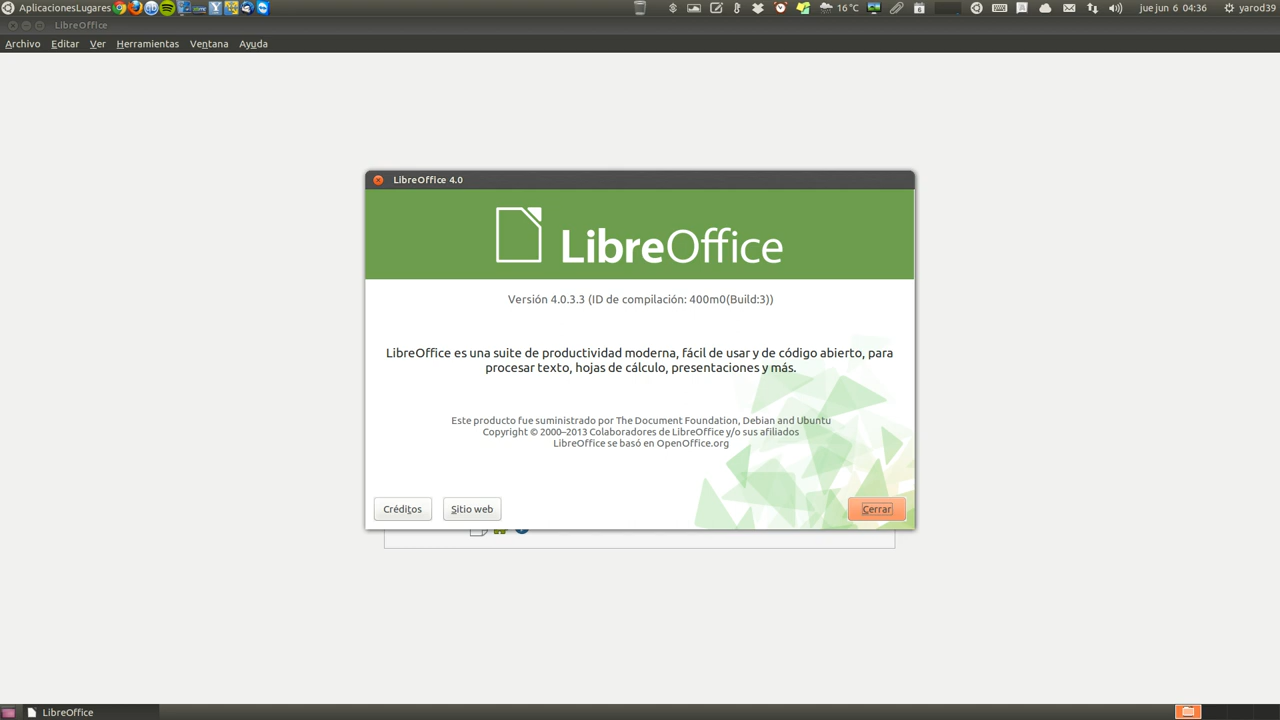 AplicacionesLugares
16°C
jue jun 6 04:36
yarod39
LibreOffice
Archivo Editar Ver Herramientas Ventana Ayuda
LibreOffice 4.0
LibreOffice
Versión 4.0.3.3 (ID de compilación: 400m0(Build:3))
LibreOffice es una suite de productividad moderna, fácil de usar y de código abierto, para
procesar texto, hojas de cálculo, presentaciones y más.
Este producto fue suministrado por The Document Foundation, Debian and Ubuntu
Copyright © 2000–2013 Colaboradores de LibreOffice y/o sus afiliados
LibreOffice se basó en OpenOffice.org
Créditos Sitio web Cerrar
LibreOffice